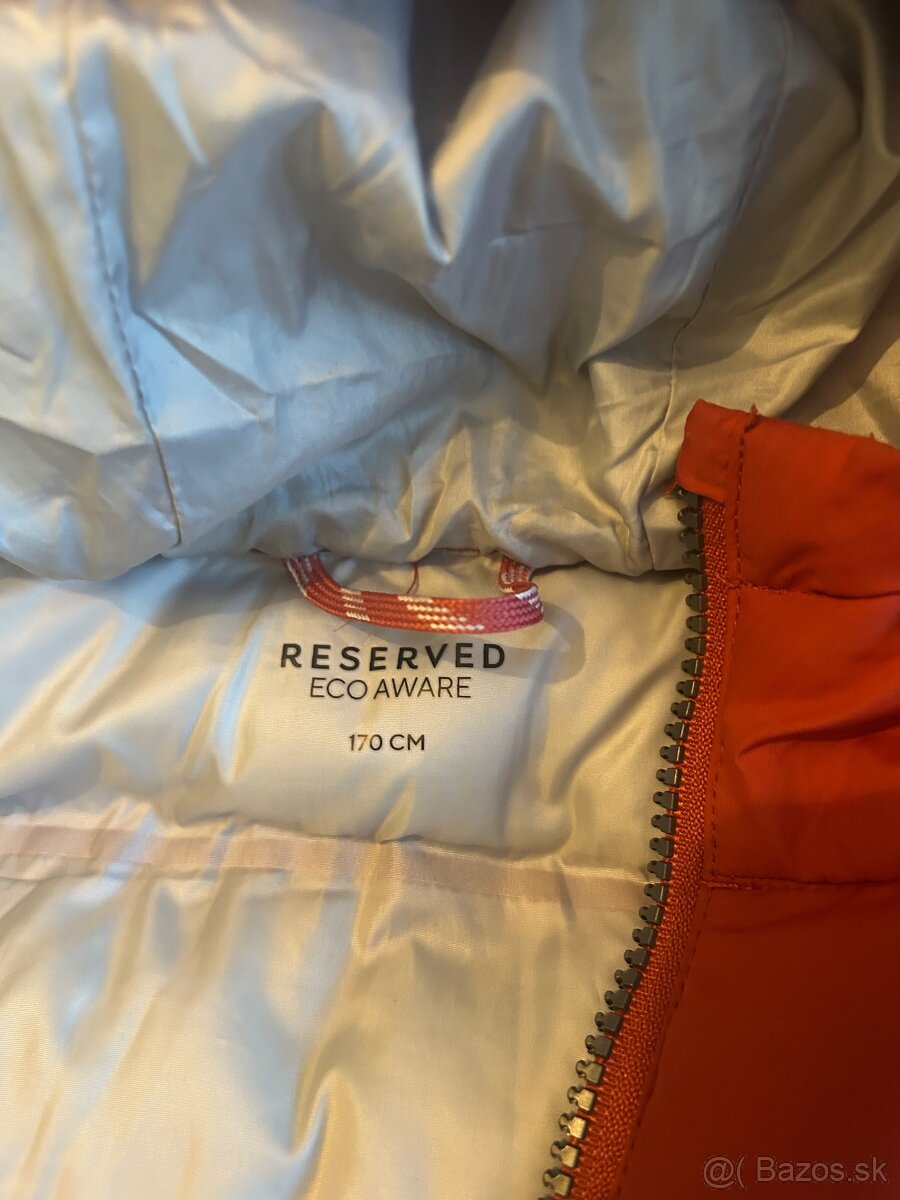 RESERVED
ECO AWARE
170 CM
@( Bazos.sk